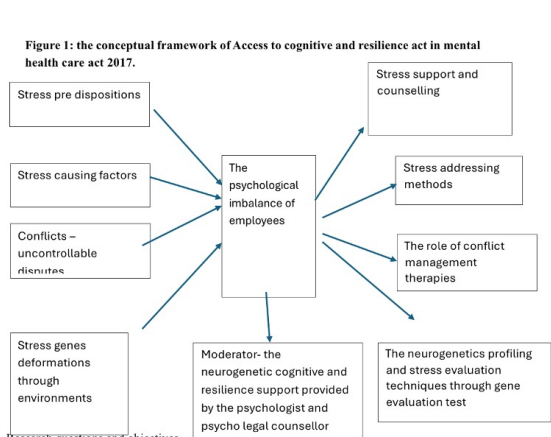 Figure 1: the conceptual framework of Access to cognitive and resilience act in mental
health care act 2017.
Stress support and
counselling
Stress pre dispositions
The
psychological
imbalance of
employees
Stress addressing
methods
Stress causing factors
Conflicts –
uncontrollable
disputes
The role of conflict
management
therapies
Stress genes
deformations
through
environments
Moderator- the
neurogenetic cognitive and
resilience support provided
by the psychologist and
psycho legal counsellor
The neurogenetics profiling
and stress evaluation
techniques through gene
evaluation test